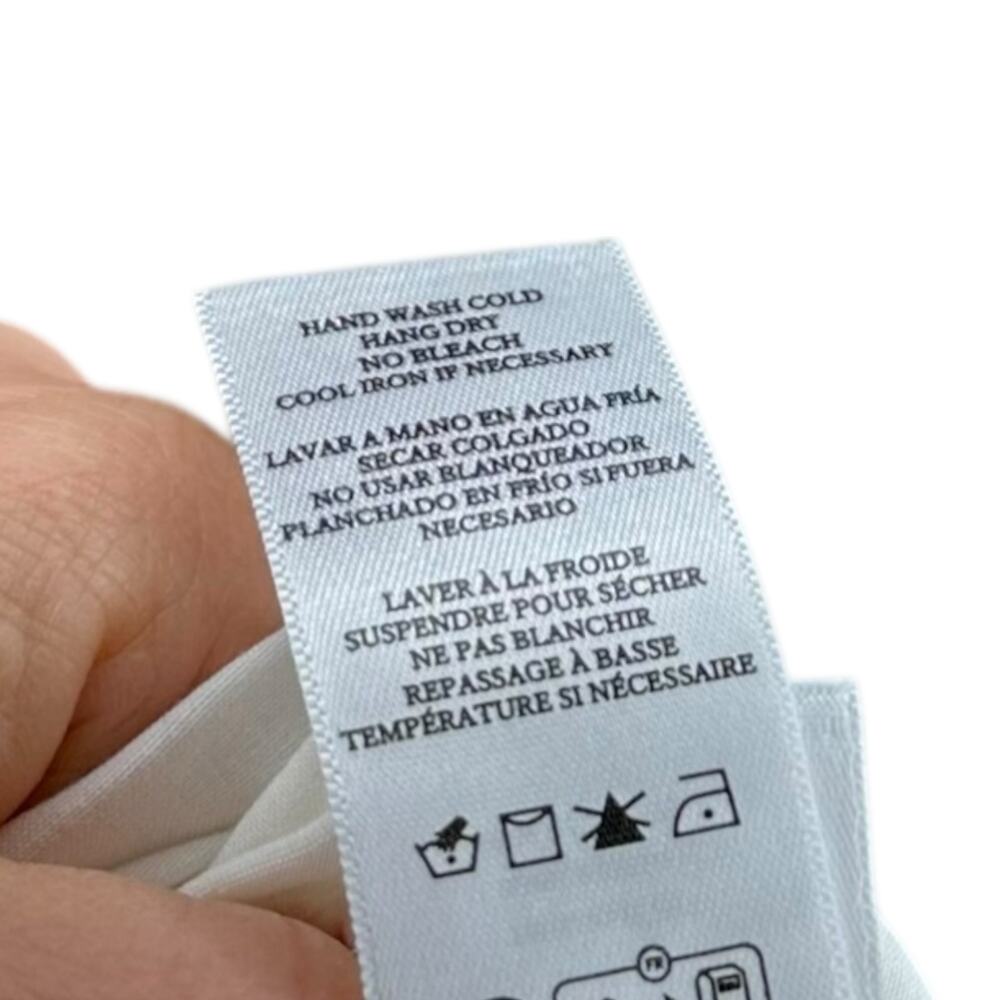 HAND WASH COLD
HANG DRY
NO BLEACH
COOL IRON IF NECESSARY
LAVAR A MANO EN AGUA FRÍA
SECAR COLGADO
NO USAR BLANQUEADOR
PLANCHADO EN FRÍO SI FUERA
NECESARIO
LAVER À LA FROIDE
SUSPENDRE POUR SÉCHER
NE PAS BLANCHIR
REPASSAGE À BASSE
TEMPÉRATURE SI NÉCESSAIRE
FR